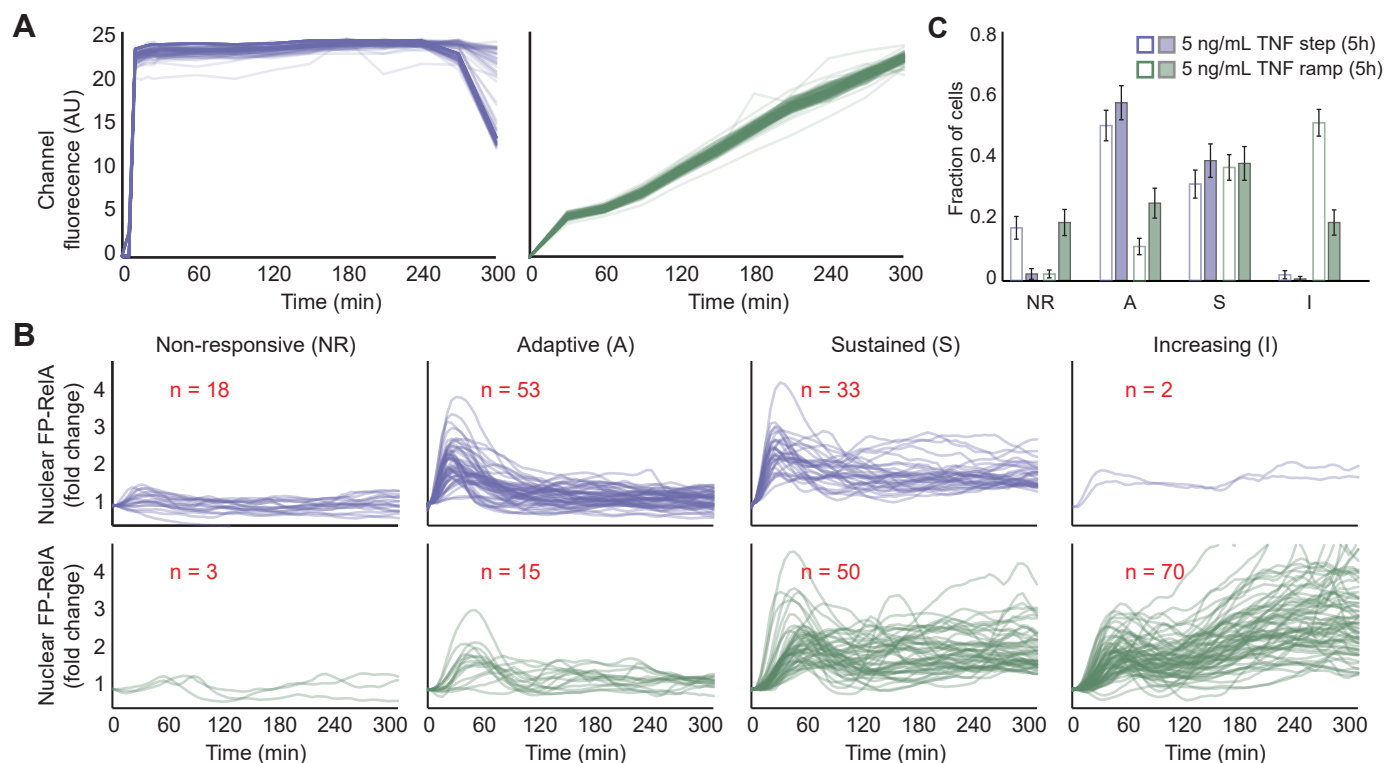 A
25
20
15
10
5
0
Channel
fluorecence (AU)
0 60 120 180 240 300
Time (min)
0 60 120 180 240 300
Time (min)
C
0.8
0.6
0.4
0.2
0
Fraction of cells
5 ng/mL TNF step (5h)
5 ng/mL TNF ramp (5h)
NR A S I
B
Non-responsive (NR)
Adaptive (A)
Sustained (S)
Increasing (I)
Nuclear FP-RelA
(fold change)
4
3
2
1
n = 18
n = 53
n = 33
n = 2
Nuclear FP-RelA
(fold change)
4
3
2
1
n = 3
n = 15
n = 50
n = 70
0 60 120 180 240 300
Time (min)
0 60 120 180 240 300
Time (min)
0 60 120 180 240 300
Time (min)
0 60 120 180 240 300
Time (min)